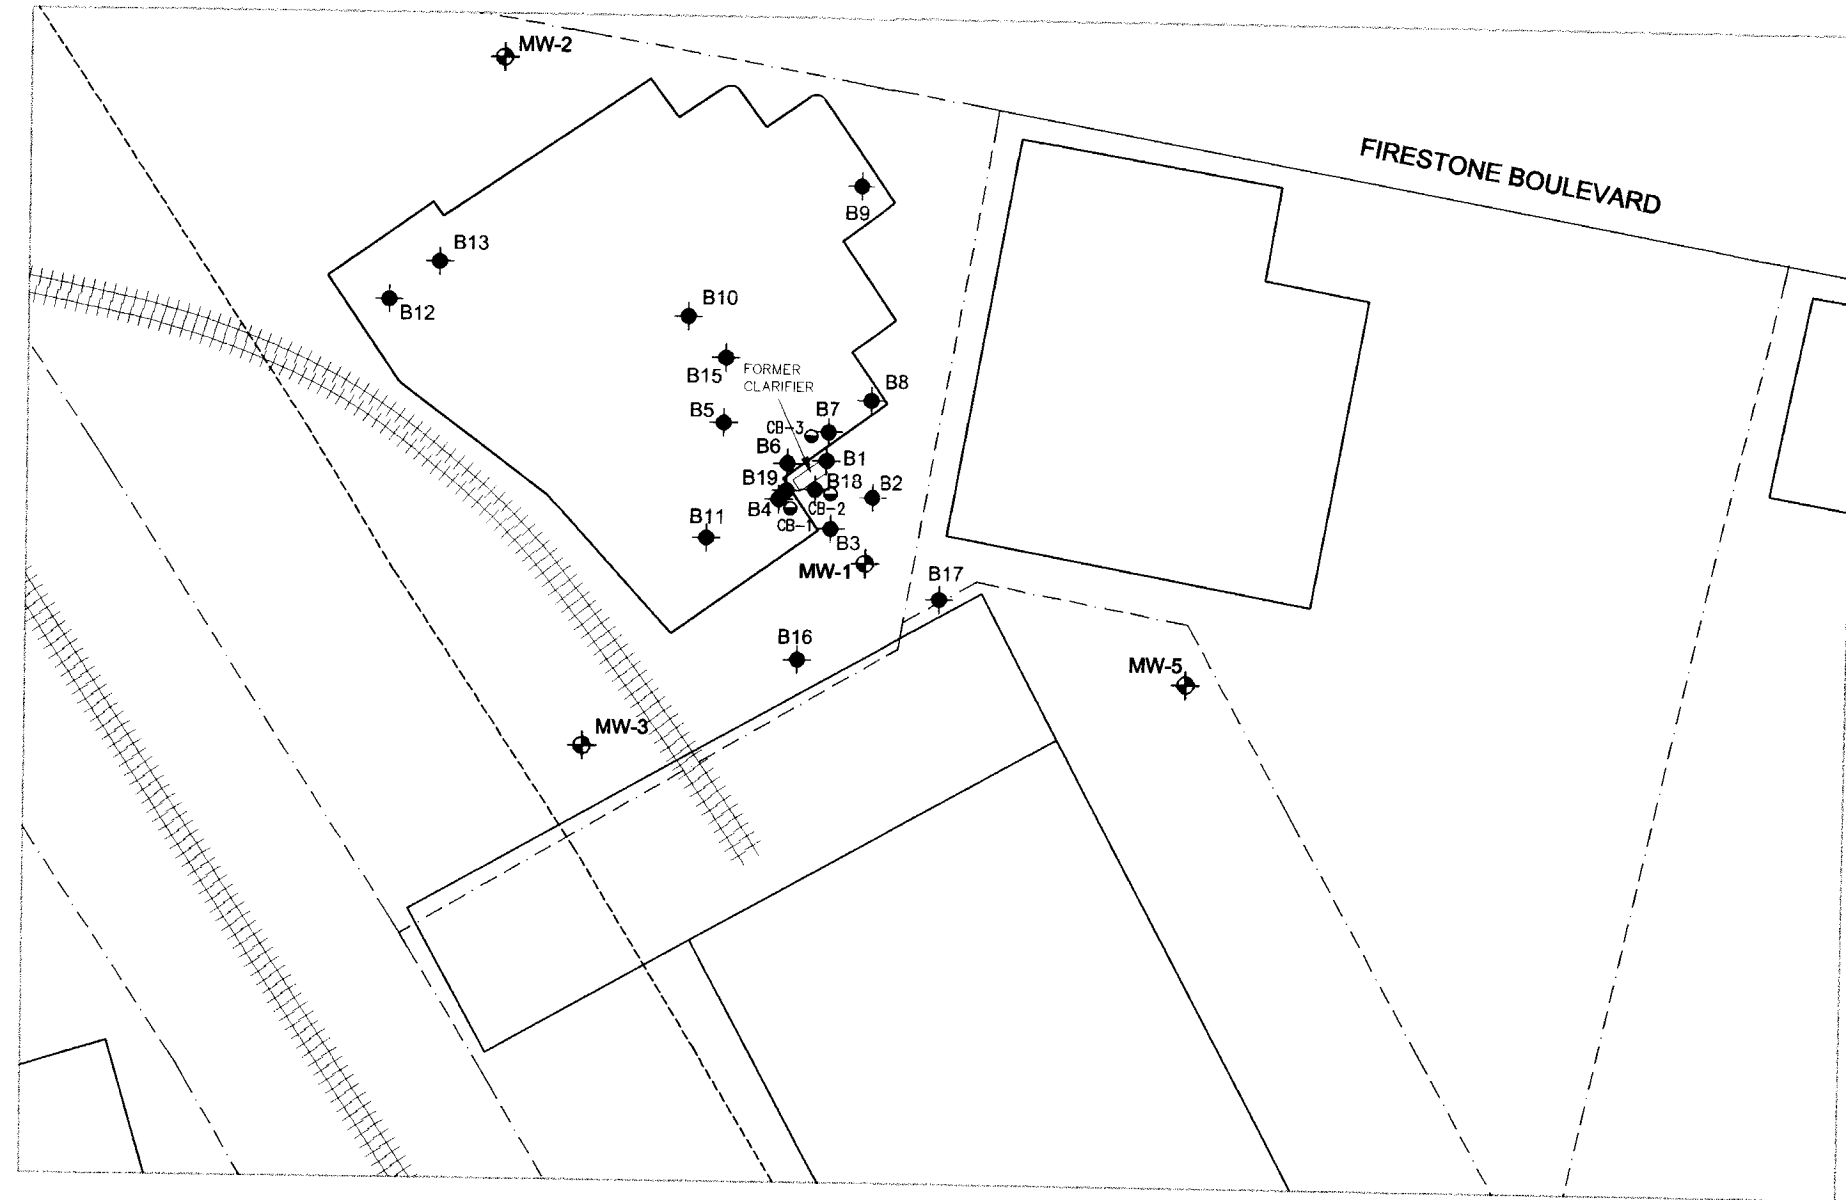 MW-2
FIRESTONE BOULEVARD
B9
B13
B12
B10
B15
FORMER
CLARIFIER
B8
B5
B7
CB-3
B6
B1
B19
B18
B2
B4
CB-2
CB-1
B11
B3
MW-1
B17
B16
MW-5
MW-3